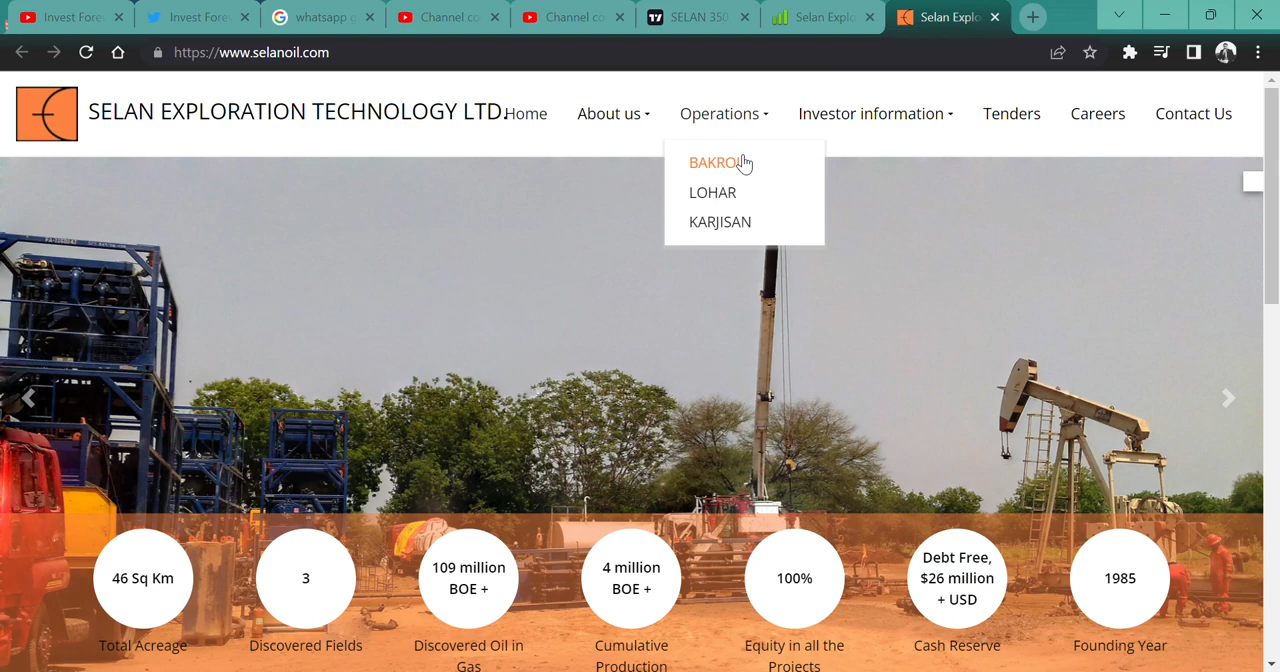 Invest Fore
Invest Fore
whatsapp g
Channel co
Channel co
SELAN 350
Selan Explo
Selan Explo
https://www.selanoil.com
SELAN EXPLORATION TECHNOLOGY LTD.
Home
About us
Operations
Investor information
Tenders
Careers
Contact Us
BAKROL
LOHAR
KARJISAN
46 Sq Km
Total Acreage
3
Discovered Fields
109 million
BOE +
Discovered Oil in
Gas
4 million
BOE +
Cumulative
Production
100%
Equity in all the
Projects
Debt Free,
$26 million
+ USD
Cash Reserve
1985
Founding Year